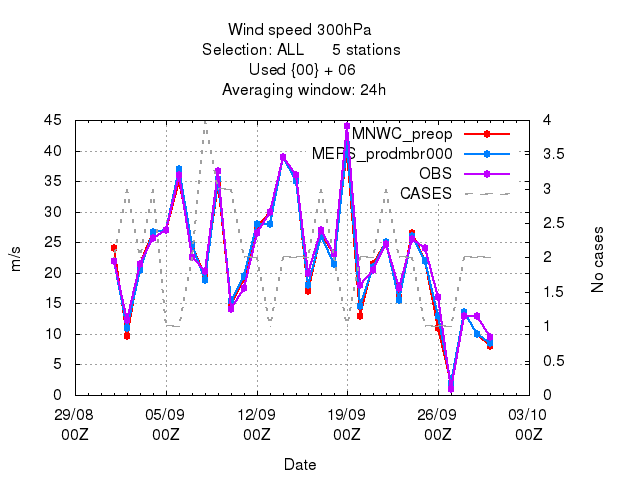 Wind speed 300hPa
Selection: ALL 5 stations
Used {00} + 06
Averaging window: 24h
45
40
35
30
25
20
15
10
5
0
m/s
MNWC_preop
MEPS_prodmbr000
OBS
CASES
4
3.5
3
2.5
2
1.5
1
0.5
0
No cases
29/08 05/09 12/09 19/09 26/09 03/10
00Z 00Z 00Z 00Z 00Z 00Z
Date